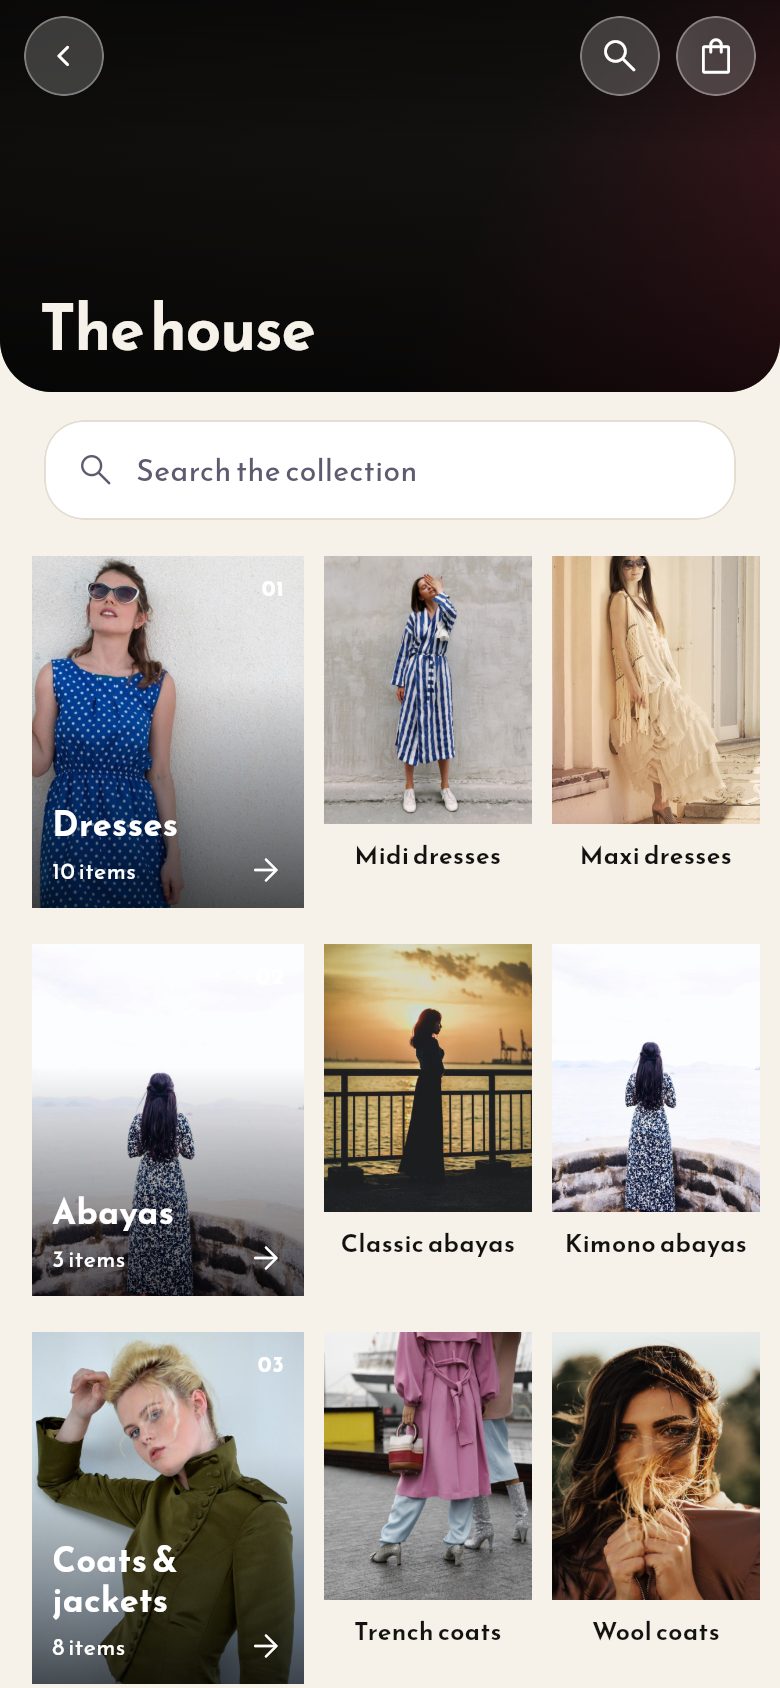 The house
Search the collection
01
Dresses
10 items
Midi dresses
Maxi dresses
02
Abayas
3 items
Classic abayas
Kimono abayas
03
Coats &
jackets
8 items
Trench coats
Wool coats